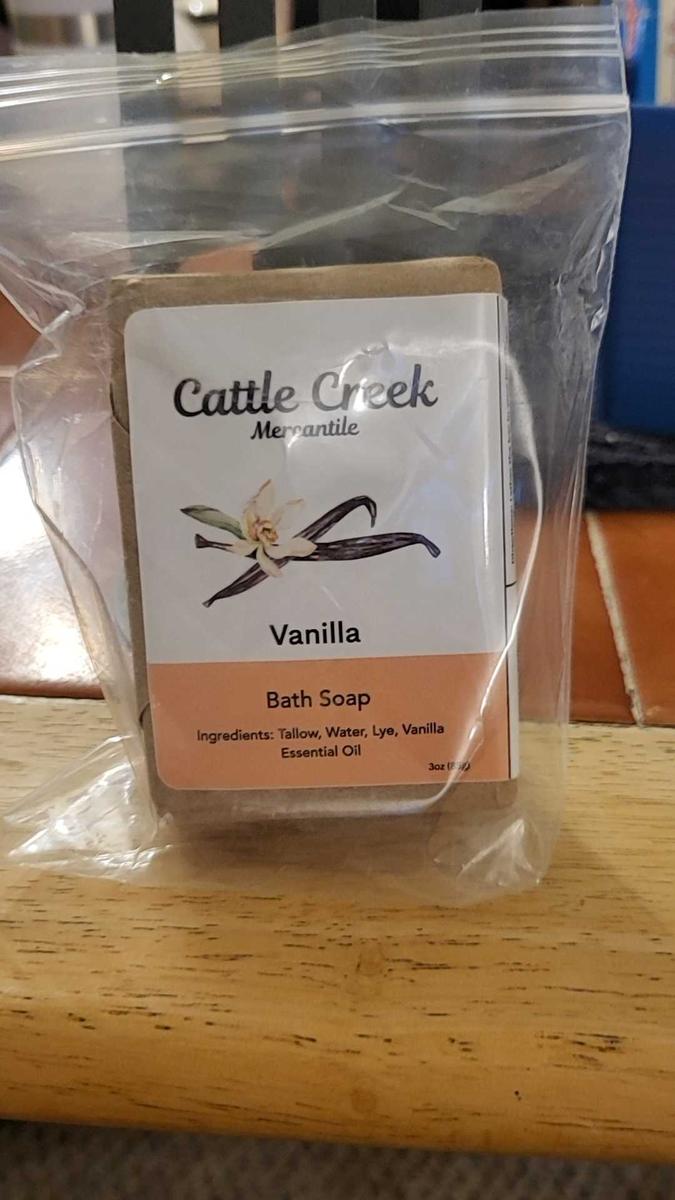 Cattle Creek
Mercantile
Vanilla
Bath Soap
Ingredients: Tallow, Water, Lye, Vanilla
Essential Oil
3oz